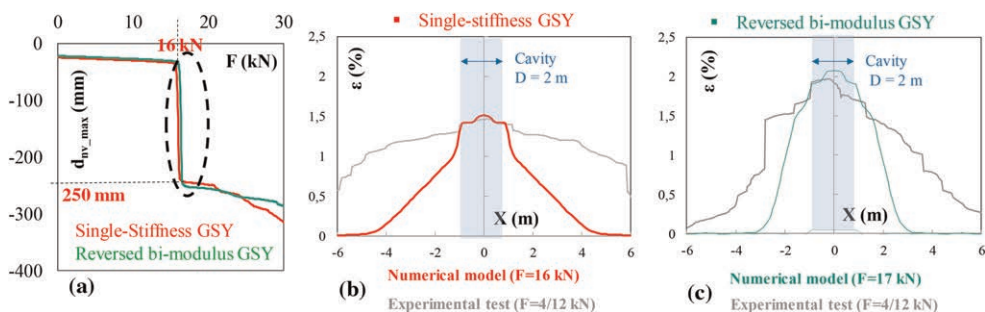 0 10 20 30
16 kN
F (kN)
0
-100
-200
-300
-400
d_nv_max (mm)
250 mm
Single-Stiffness GSY
Reversed bi-modulus GSY
(a)
Single-stiffness GSY
ε (%)
2,5
2
1,5
1
0,5
0
Cavity
D = 2 m
X (m)
-6 -4 -2 0 2 4 6
Numerical model (F=16 kN)
Experimental test (F=4/12 kN)
(b)
Reversed bi-modulus GSY
ε (%)
2,5
2
1,5
1
0,5
0
Cavity
D = 2 m
X (m)
-6 -4 -2 0 2 4 6
Numerical model (F=17 kN)
Experimental test (F=4/12 kN)
(c)